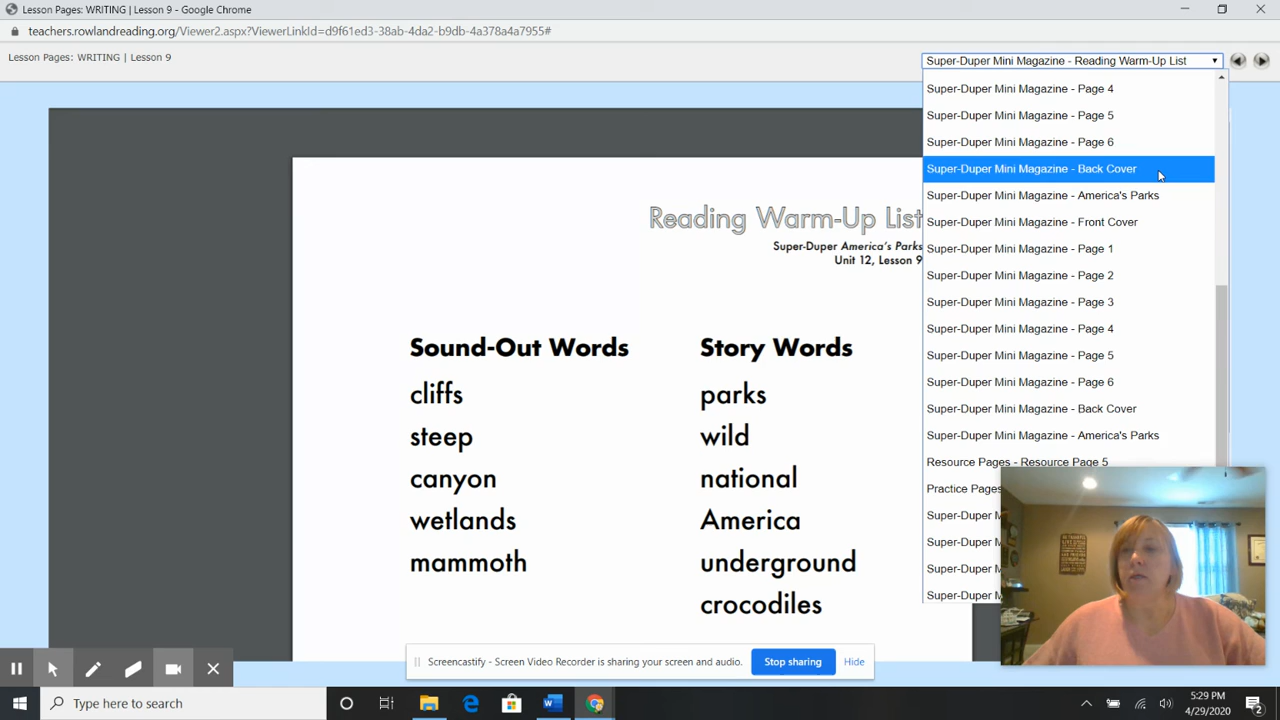 Lesson Pages: WRITING | Lesson 9 - Google Chrome
teachers.rowlandreading.org/Viewer2.aspx?ViewerLinkId=d9f61ed3-38ab-4da2-b9db-4a378a4a7955#
Lesson Pages: WRITING | Lesson 9
Super-Duper Mini Magazine - Reading Warm-Up List
Super-Duper Mini Magazine - Page 4
Super-Duper Mini Magazine - Page 5
Super-Duper Mini Magazine - Page 6
Super-Duper Mini Magazine - Back Cover
Super-Duper Mini Magazine - America's Parks
Super-Duper Mini Magazine - Front Cover
Super-Duper Mini Magazine - Page 1
Super-Duper Mini Magazine - Page 2
Super-Duper Mini Magazine - Page 3
Super-Duper Mini Magazine - Page 4
Super-Duper Mini Magazine - Page 5
Super-Duper Mini Magazine - Page 6
Super-Duper Mini Magazine - Back Cover
Super-Duper Mini Magazine - America's Parks
Resource Pages - Resource Page 5
Practice Pages
Super-Duper M
Super-Duper M
Super-Duper M
Super-Duper M
Reading Warm-Up List
Super-Duper America's Parks
Unit 12, Lesson 9
Sound-Out Words
cliffs
steep
canyon
wetlands
mammoth
Story Words
parks
wild
national
America
underground
crocodiles
Screencastify - Screen Video Recorder is sharing your screen and audio.
Stop sharing
Hide
Type here to search
5:29 PM
4/29/2020
2